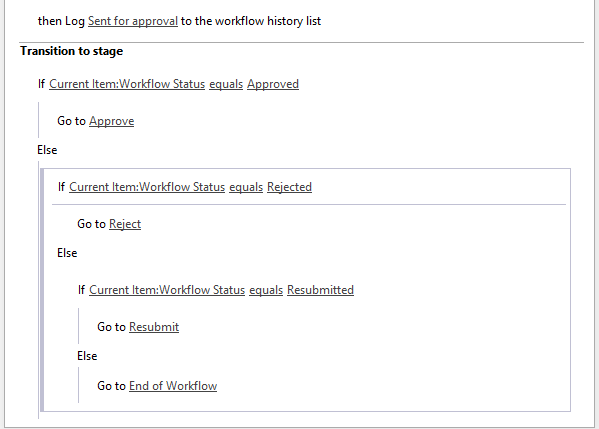 then Log Sent for approval to the workflow history list
Transition to stage
If Current Item:Workflow Status equals Approved
Go to Approve
Else
If Current Item:Workflow Status equals Rejected
Go to Reject
Else
If Current Item:Workflow Status equals Resubmitted
Go to Resubmit
Else
Go to End of Workflow